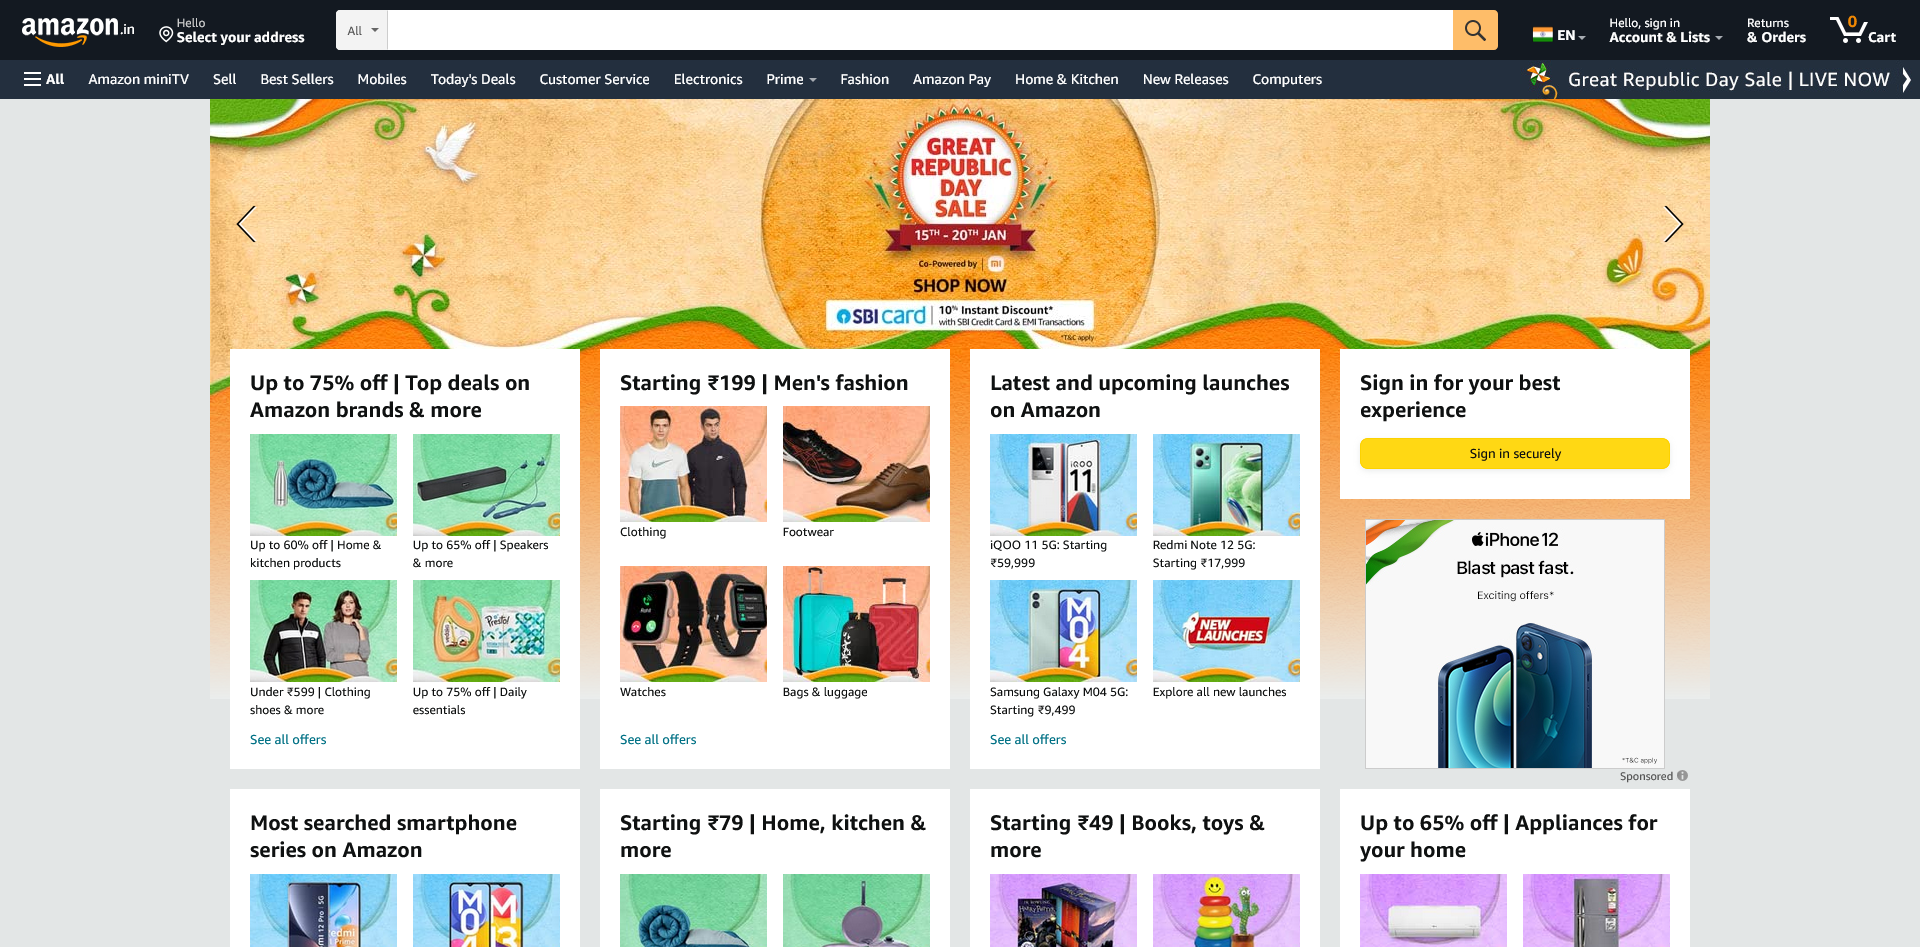 amazon.in
Hello
Select your address
All
EN
Hello, sign in
Account & Lists
Returns
& Orders
0
Cart
All
Amazon miniTV
Sell
Best Sellers
Mobiles
Today's Deals
Customer Service
Electronics
Prime
Fashion
Amazon Pay
Home & Kitchen
New Releases
Computers
Great Republic Day Sale | LIVE NOW
GREAT
REPUBLIC
DAY
SALE
15TH - 20TH JAN
Co-Powered by | mi
SHOP NOW
SBI card
10% Instant Discount*
with SBI Credit Card & EMI Transactions
*T&C apply
Up to 75% off | Top deals on
Amazon brands & more
Up to 60% off | Home &
kitchen products
Up to 65% off | Speakers
& more
Presto!
Under ₹599 | Clothing
shoes & more
Up to 75% off | Daily
essentials
See all offers
Starting ₹199 | Men's fashion
Clothing
Footwear
Watches
Bags & luggage
See all offers
Latest and upcoming launches
on Amazon
iQOO
11
iQOO 11 5G: Starting
₹59,999
Redmi Note 12 5G:
Starting ₹17,999
M04
NEW
LAUNCHES
Samsung Galaxy M04 5G:
Starting ₹9,499
Explore all new launches
See all offers
Sign in for your best
experience
Sign in securely
iPhone 12
Blast past fast.
Exciting offers*
*T&C apply
Sponsored
Most searched smartphone
series on Amazon
Starting ₹79 | Home, kitchen &
more
Starting ₹49 | Books, toys &
more
Harry Potter
Up to 65% off | Appliances for
your home